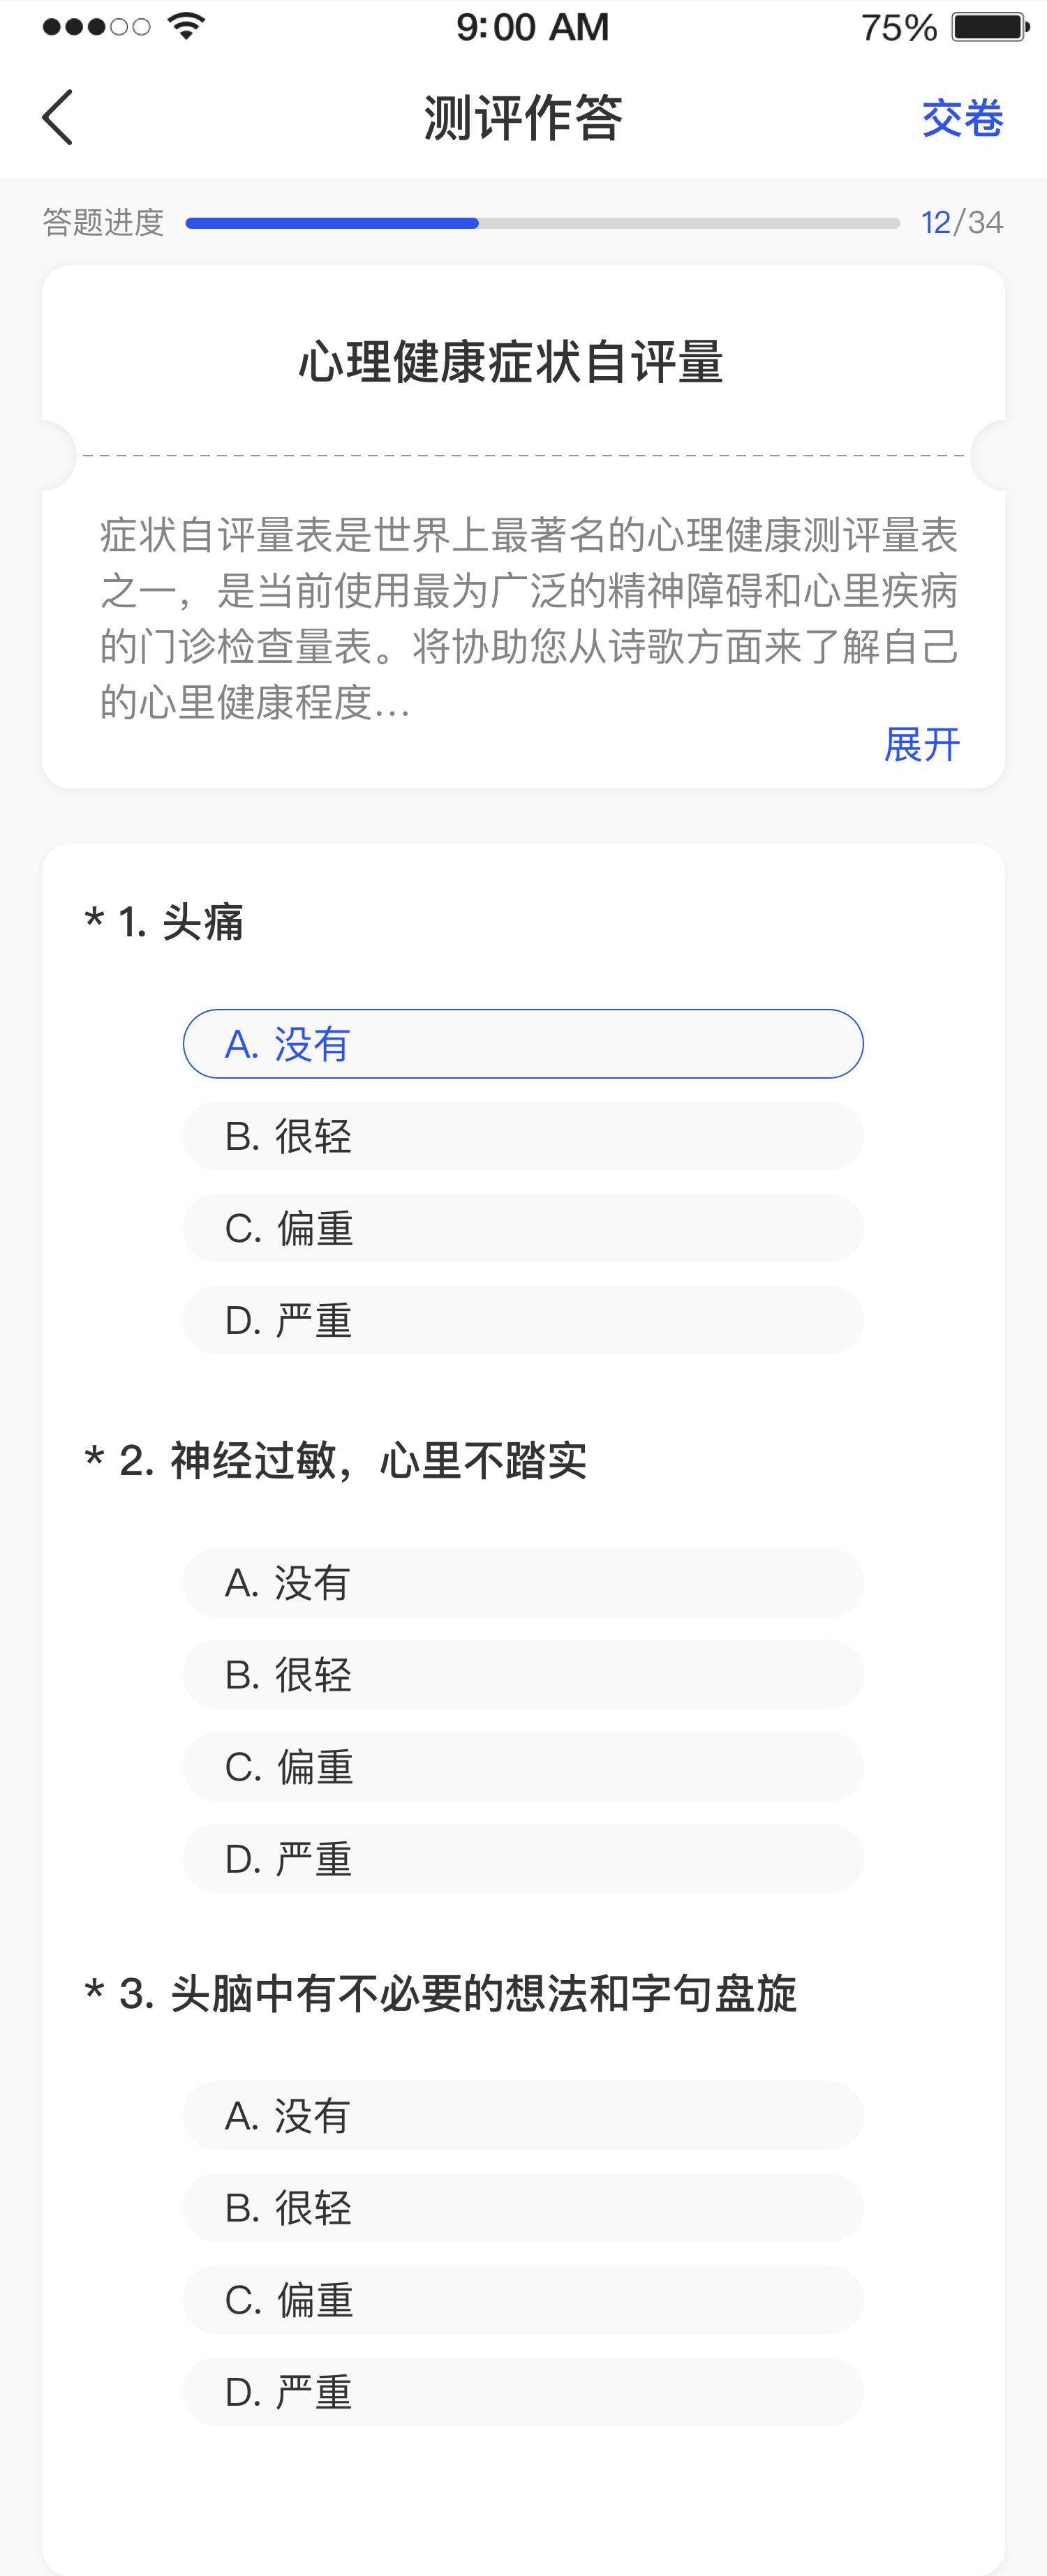 9:00 AM 75%
测评作答 交卷
答题进度 12/34
心理健康症状自评量
症状自评量表是世界上最著名的心理健康测评量表
之一，是当前使用最为广泛的精神障碍和心里疾病
的门诊检查量表。将协助您从诗歌方面来了解自己
的心里健康程度...
展开
* 1. 头痛
A. 没有
B. 很轻
C. 偏重
D. 严重
* 2. 神经过敏，心里不踏实
A. 没有
B. 很轻
C. 偏重
D. 严重
* 3. 头脑中有不必要的想法和字句盘旋
A. 没有
B. 很轻
C. 偏重
D. 严重